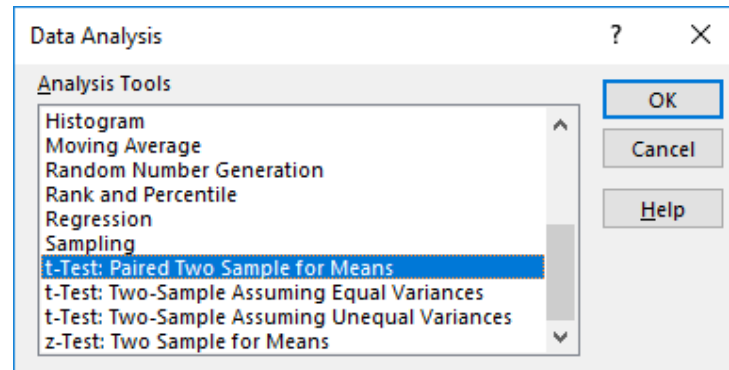 Data Analysis
?
Analysis Tools
OK
Histogram
Moving Average
Cancel
Random Number Generation
Rank and Percentile
Help
Regression
Sampling
t-Test: Paired Two Sample for Means
t-Test: Two-Sample Assuming Equal Variances
t-Test: Two-Sample Assuming Unequal Variances
z-Test: Two Sample for Means